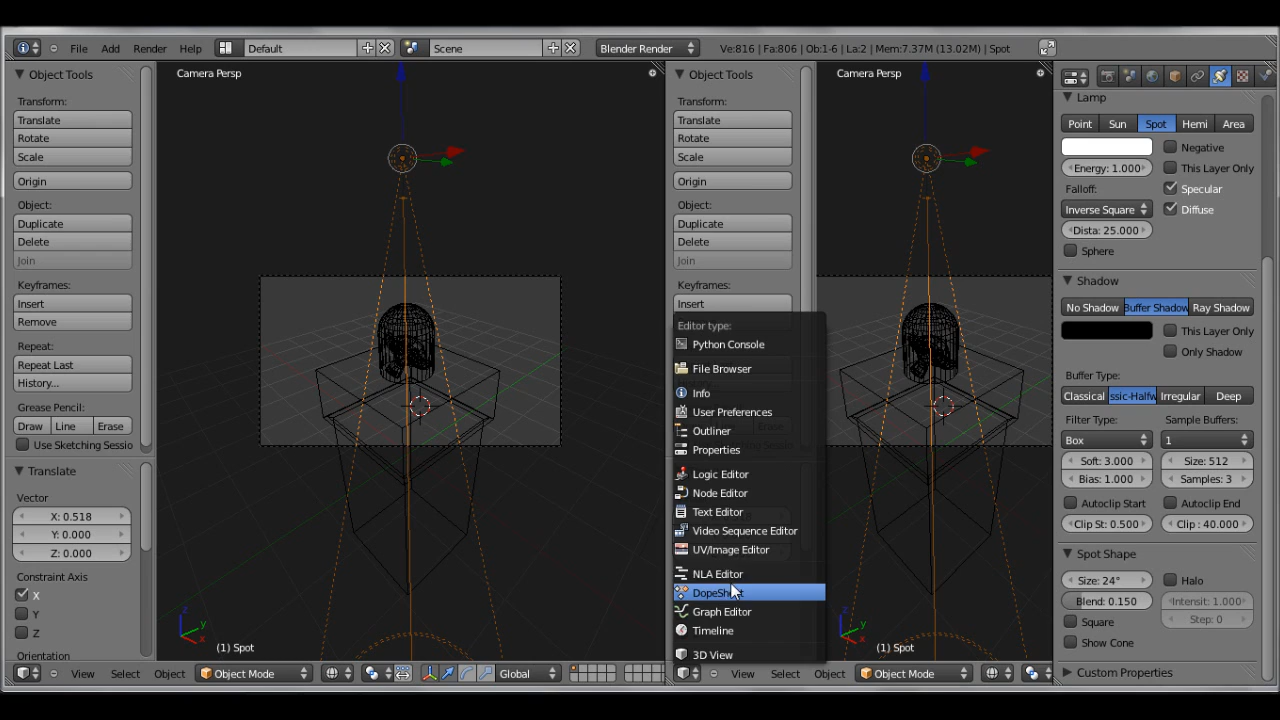 File Add Render Help Default Scene Blender Render Ve:816 | Fa:806 | Ob:1-6 | La:2 | Mem:7.37M (13.02M) | Spot
Object Tools
Transform:
Translate
Rotate
Scale
Origin
Object:
Duplicate
Delete
Join
Keyframes:
Insert
Remove
Repeat:
Repeat Last
History...
Grease Pencil:
Draw Line Erase
Use Sketching Sessio
Translate
Vector
X: 0.518
Y: 0.000
Z: 0.000
Constraint Axis
X
Y
Z
Orientation
Camera Persp
z
y
x
(1) Spot
View Select Object Object Mode Global
Object Tools
Transform:
Translate
Rotate
Scale
Origin
Object:
Duplicate
Delete
Join
Keyframes:
Insert
Editor type:
Python Console
File Browser
Info
User Preferences
Outliner
Properties
Logic Editor
Node Editor
Text Editor
Video Sequence Editor
UV/Image Editor
NLA Editor
DopeSheet
Graph Editor
Timeline
3D View
Camera Persp
z
y
x
(1) Spot
View Select Object Object Mode
Lamp
Point Sun Spot Hemi Area
Negative
Energy: 1.000 This Layer Only
Falloff: Specular
Inverse Square Diffuse
Dista: 25.000
Sphere
Shadow
No Shadow Buffer Shadow Ray Shadow
This Layer Only
Only Shadow
Buffer Type:
Classical ssic-Halfw Irregular Deep
Filter Type: Sample Buffers:
Box 1
Soft: 3.000 Size: 512
Bias: 1.000 Samples: 3
Autoclip Start Autoclip End
Clip St: 0.500 Clip : 40.000
Spot Shape
Size: 24° Halo
Blend: 0.150 Intensit: 1.000
Square Step: 0
Show Cone
Custom Properties